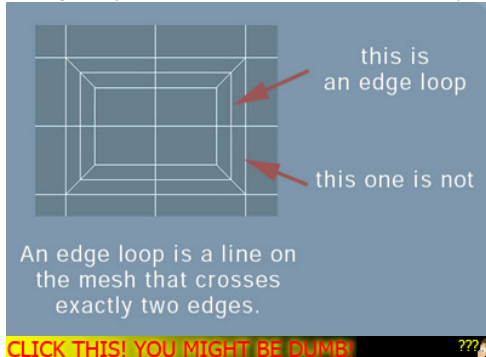 this is
an edge loop
this one is not
An edge loop is a line on
the mesh that crosses
exactly two edges.
CLICK THIS! YOU MIGHT BE DUMB!
???